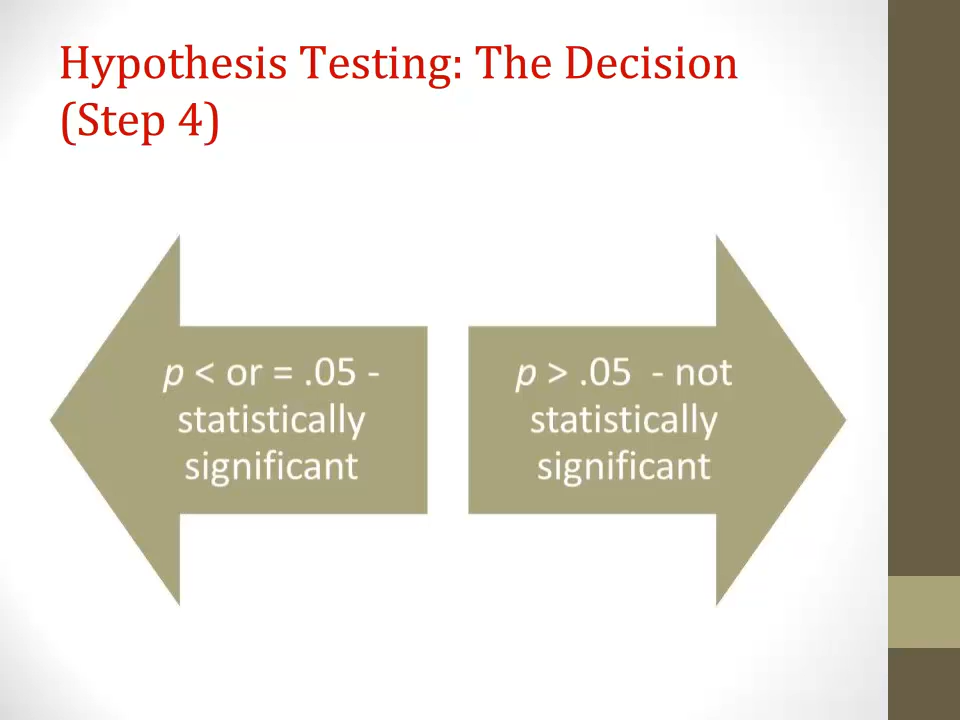 Hypothesis Testing: The Decision
(Step 4)
p < or = .05 -
statistically
significant
p > .05 - not
statistically
significant